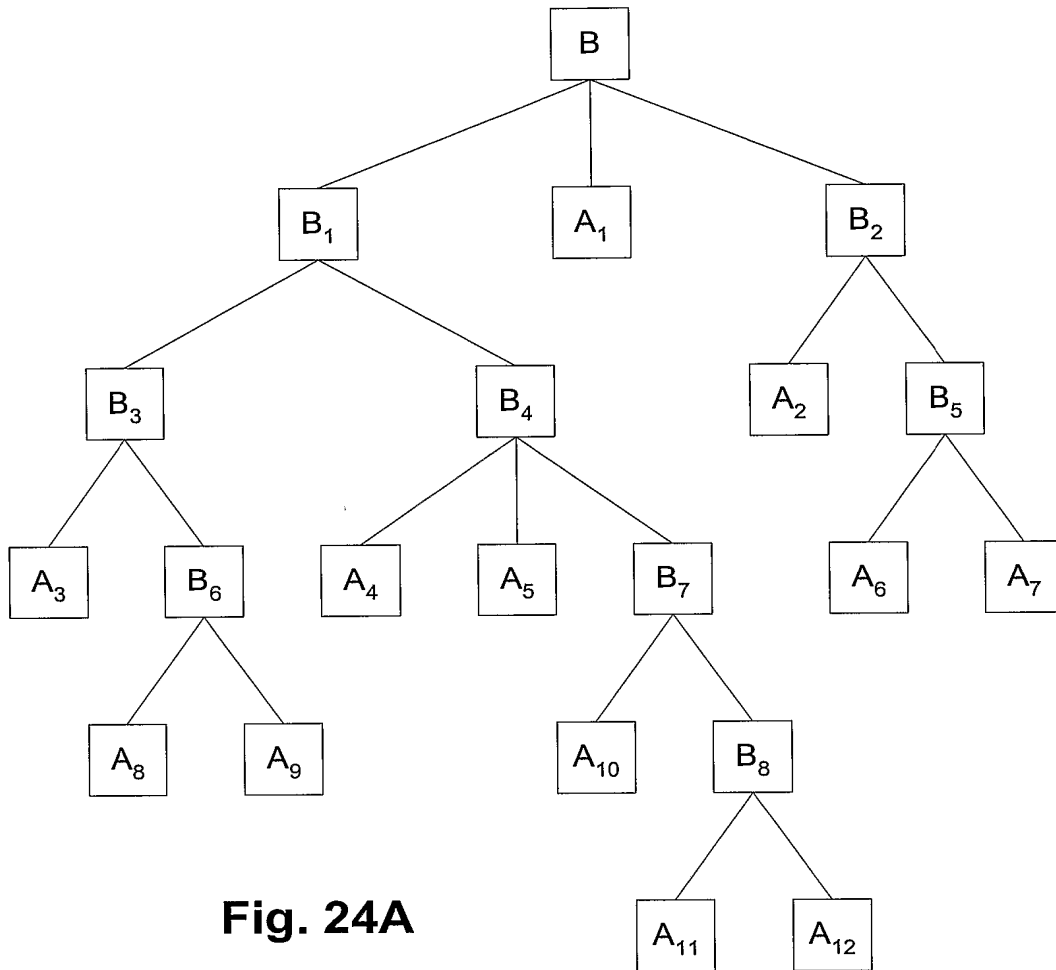 B
B₁ A₁ B₂
B₃ B₄ A₂ B₅
A₃ B₆ A₄ A₅ B₇ A₆ A₇
A₈ A₉ A₁₀ B₈
A₁₁ A₁₂
Fig. 24A